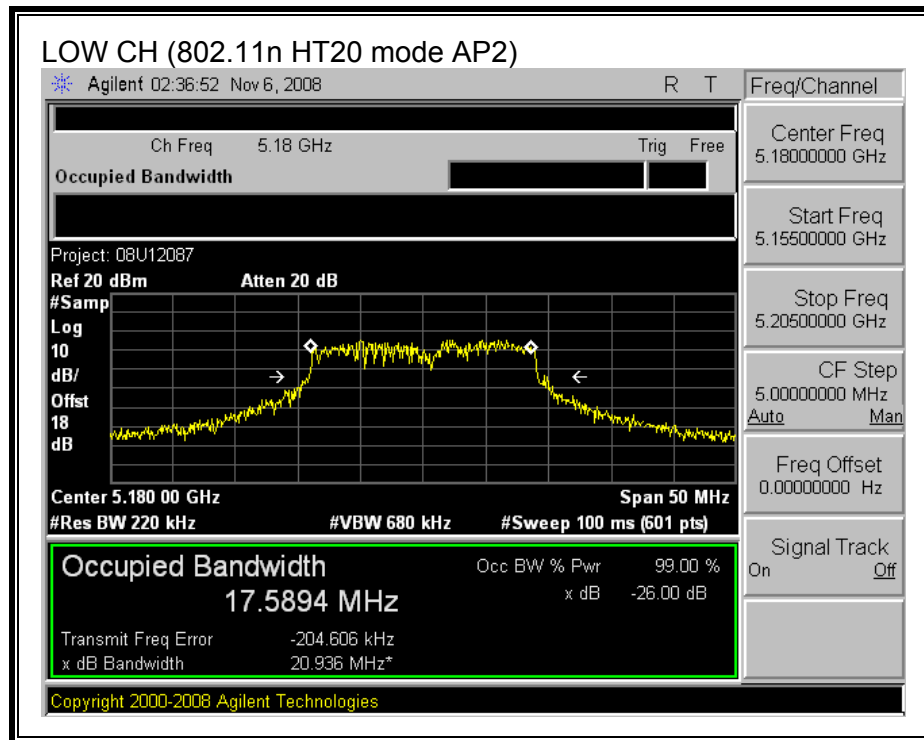 LOW CH (802.11n HT20 mode AP2)
Agilent 02:36:52 Nov 6, 2008 R T
Freq/Channel
Ch Freq 5.18 GHz Trig Free
Occupied Bandwidth
Center Freq
5.18000000 GHz
Start Freq
5.15500000 GHz
Stop Freq
5.20500000 GHz
CF Step
5.00000000 MHz
Auto Man
Freq Offset
0.00000000 Hz
Signal Track
On Off
Project: 08U12087
Ref 20 dBm Atten 20 dB
#Samp
Log
10
dB/
Offst
18
dB
Center 5.180 00 GHz Span 50 MHz
#Res BW 220 kHz #VBW 680 kHz #Sweep 100 ms (601 pts)
Occupied Bandwidth Occ BW % Pwr 99.00 %
17.5894 MHz x dB -26.00 dB
Transmit Freq Error -204.606 kHz
x dB Bandwidth 20.936 MHz*
Copyright 2000-2008 Agilent Technologies